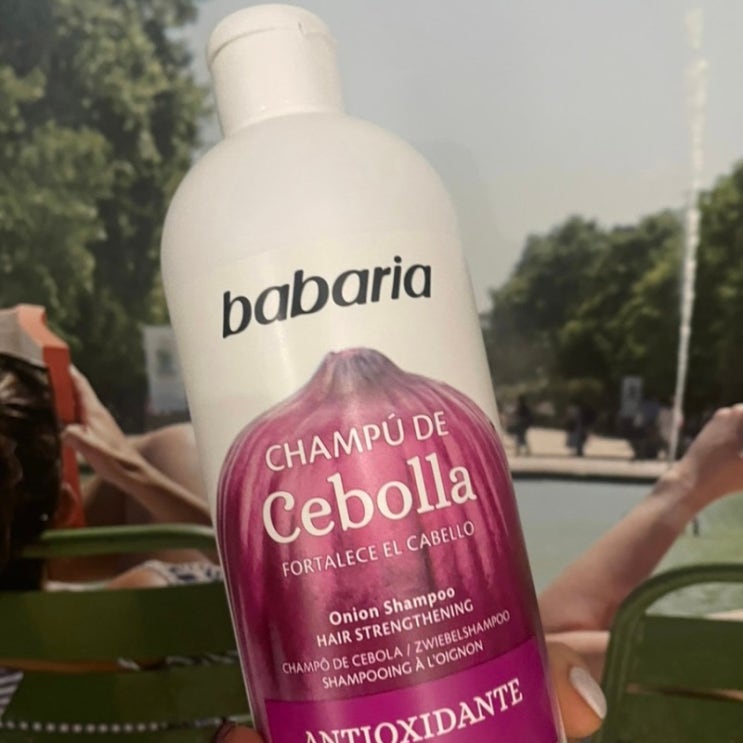 babaria
CHAMPÚ DE
Cebolla
FORTALECE EL CABELLO
Onion Shampoo
HAIR STRENGTHENING
CHAMPÔ DE CEBOLA / ZWIEBELSHAMPOO
SHAMPOOING À L'OIGNON
ANTIOXIDANTE